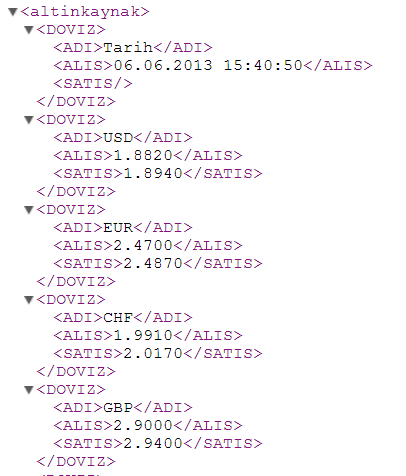 ▼<altinkaynak>
▼<DOVIZ>
<ADI>Tarih</ADI>
<ALIS>06.06.2013 15:40:50</ALIS>
<SATIS/>
</DOVIZ>
▼<DOVIZ>
<ADI>USD</ADI>
<ALIS>1.8820</ALIS>
<SATIS>1.8940</SATIS>
</DOVIZ>
▼<DOVIZ>
<ADI>EUR</ADI>
<ALIS>2.4700</ALIS>
<SATIS>2.4870</SATIS>
</DOVIZ>
▼<DOVIZ>
<ADI>CHF</ADI>
<ALIS>1.9910</ALIS>
<SATIS>2.0170</SATIS>
</DOVIZ>
▼<DOVIZ>
<ADI>GBP</ADI>
<ALIS>2.9000</ALIS>
<SATIS>2.9400</SATIS>
</DOVIZ>